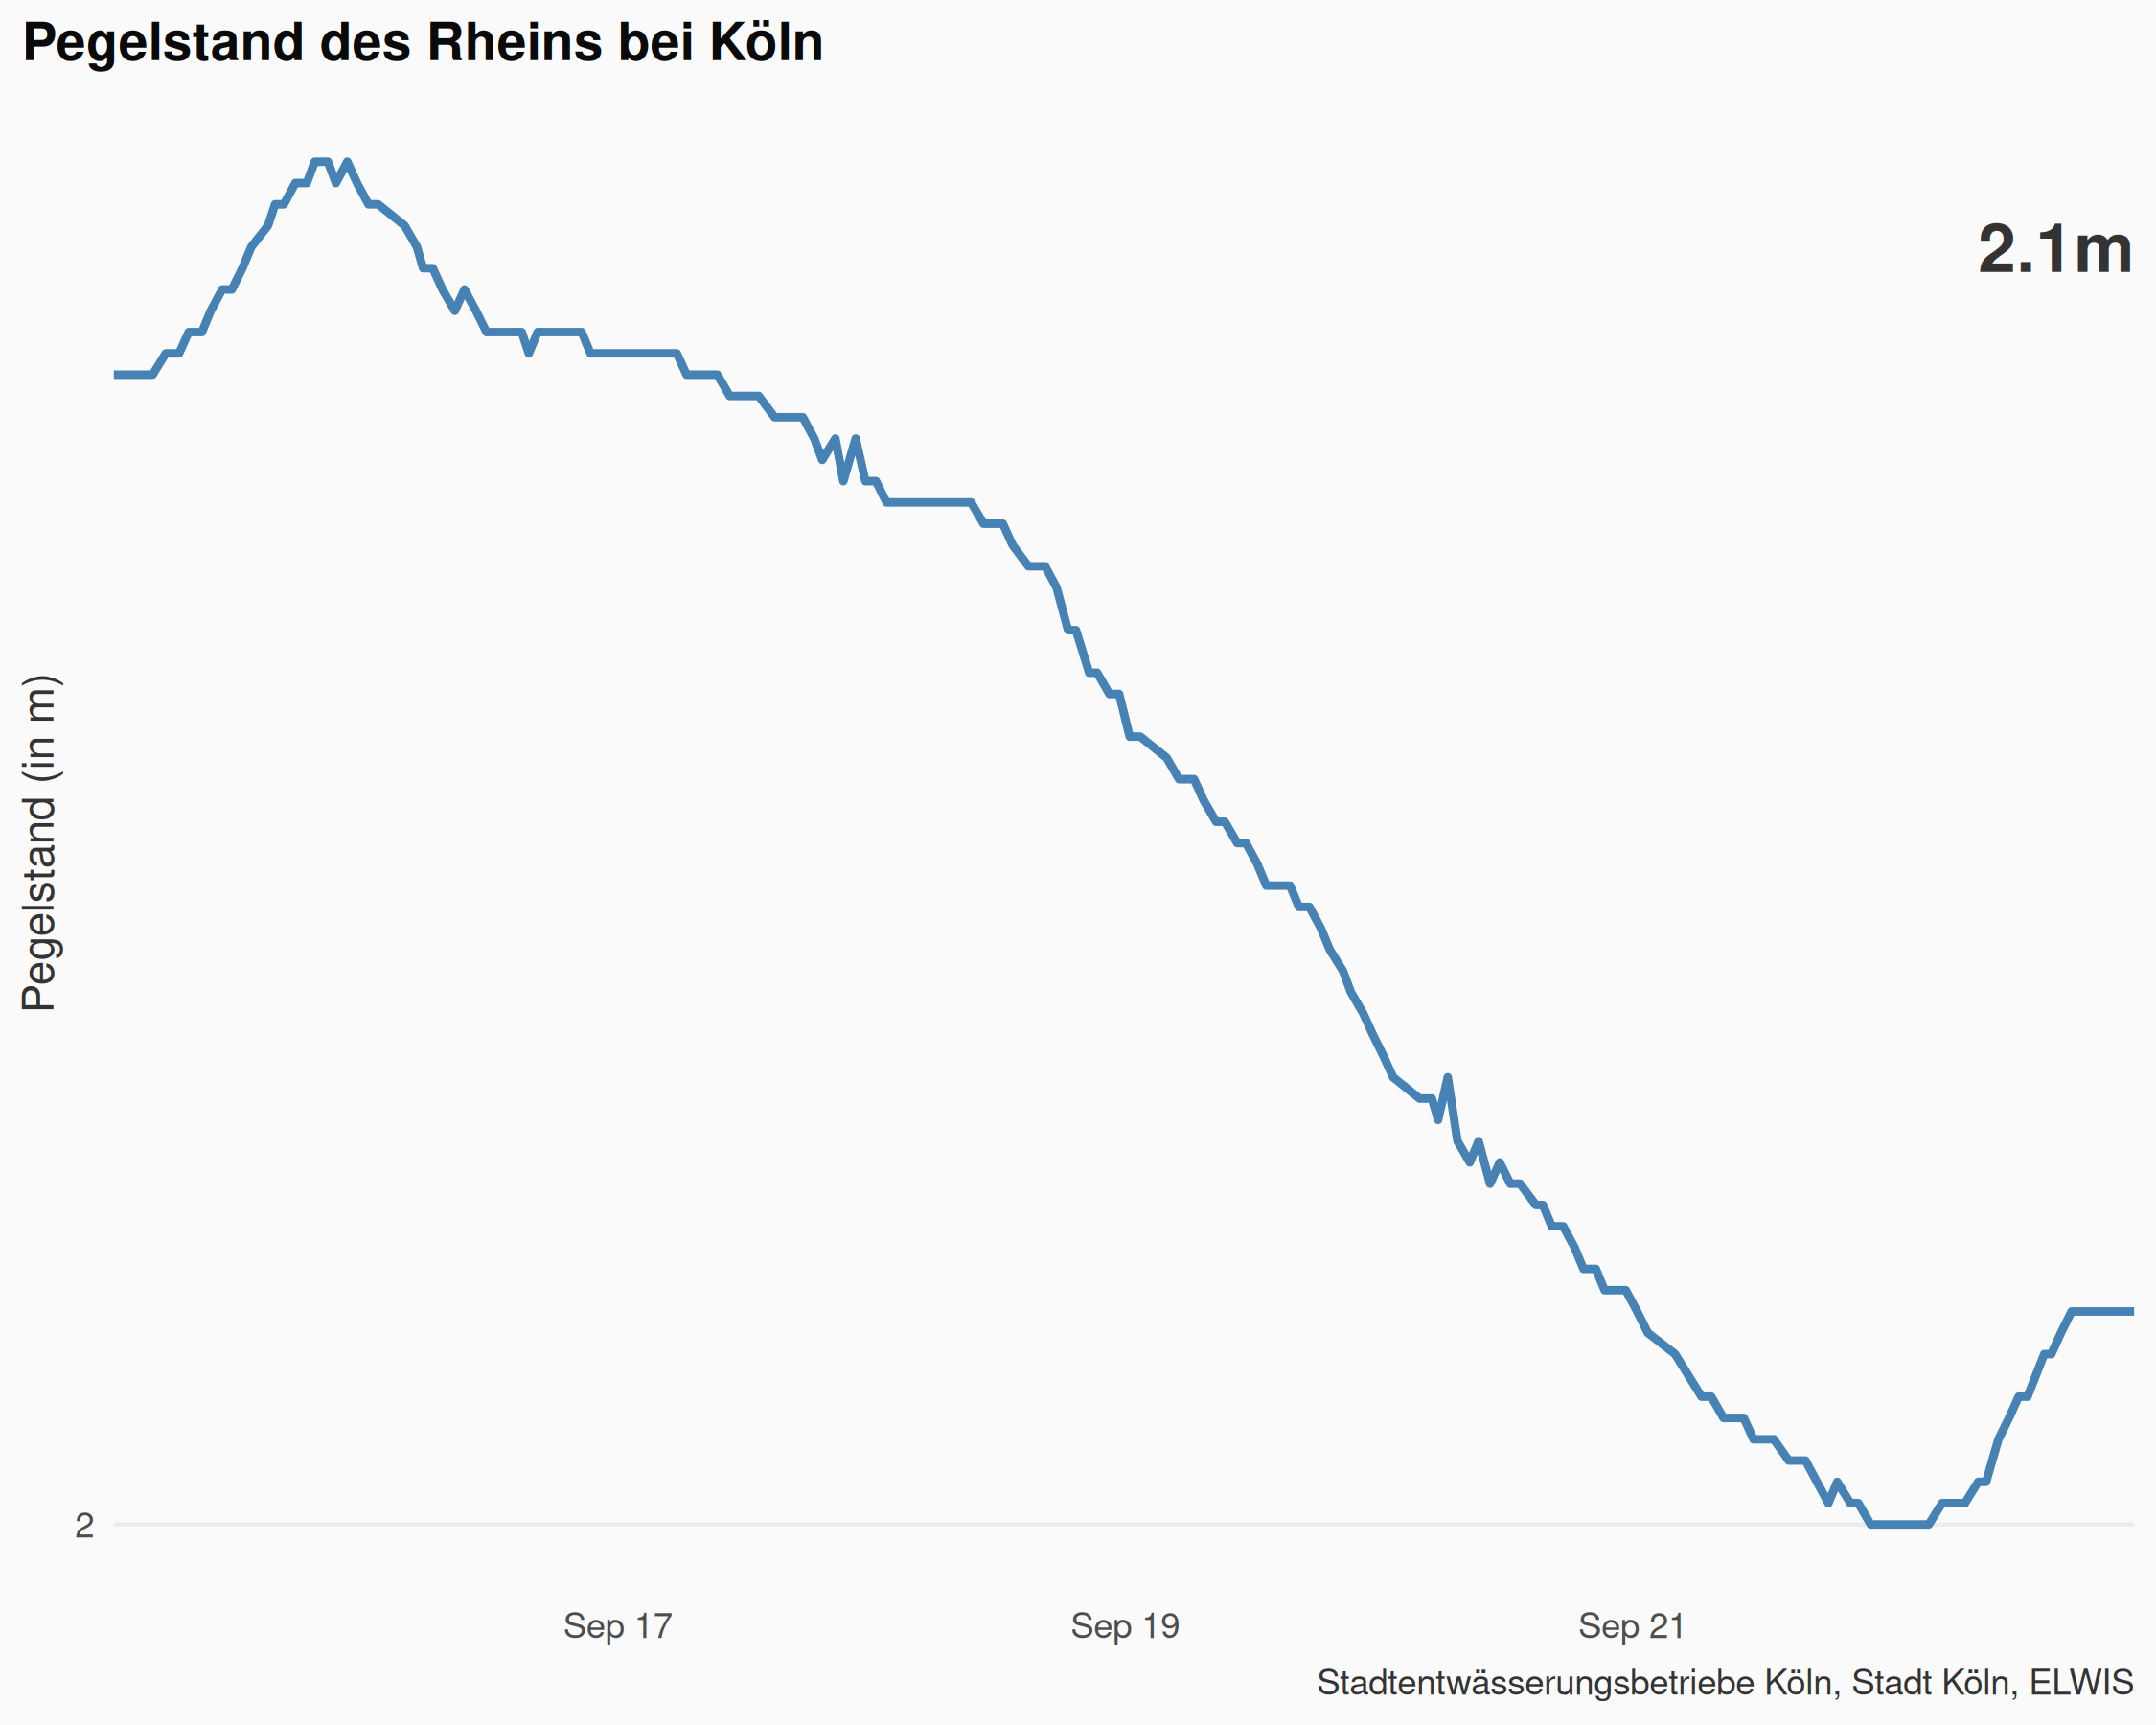 Pegelstand des Rheins bei Köln
2.1m
Pegelstand (in m)
2
Sep 17
Sep 19
Sep 21
Stadtentwässerungsbetriebe Köln, Stadt Köln, ELWIS